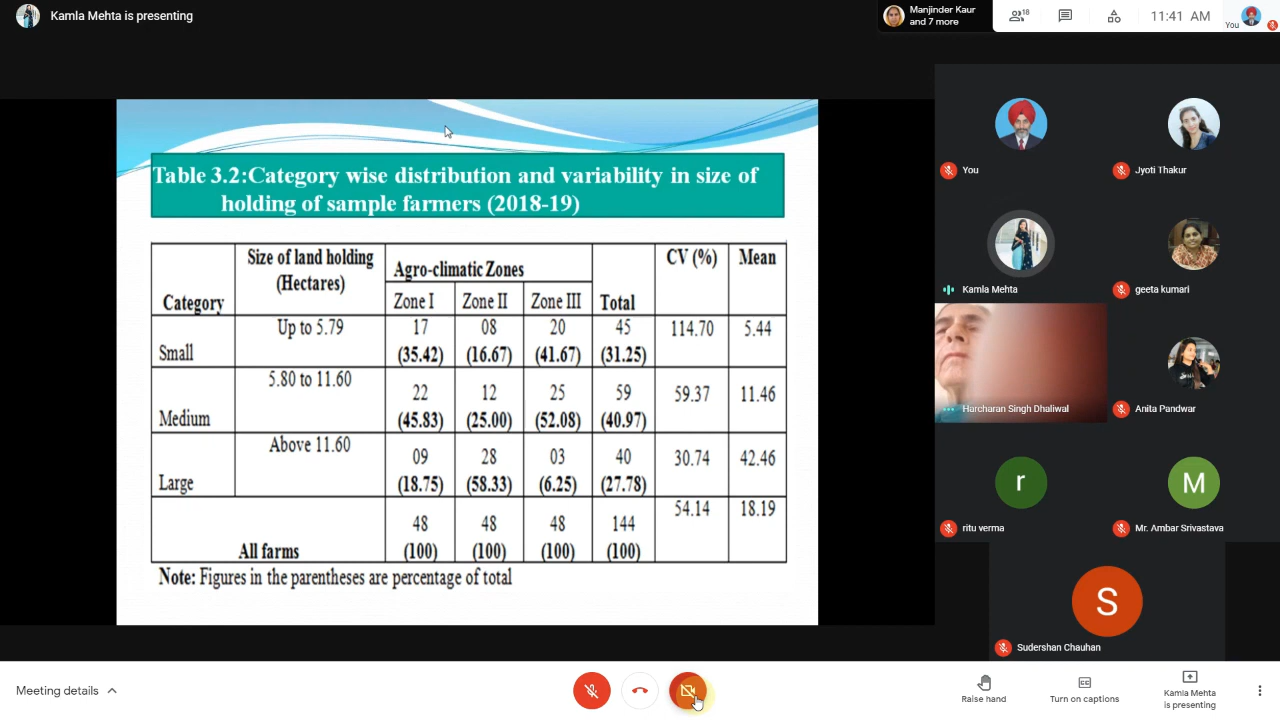 Kamla Mehta is presenting
Manjinder Kaur
and 7 more
18
11:41 AM
You
Table 3.2:Category wise distribution and variability in size of
holding of sample farmers (2018-19)
Category
Size of land holding
(Hectares)
Agro-climatic Zones
Zone I
Zone II
Zone III
Total
CV (%)
Mean
Small
Up to 5.79
17
(35.42)
08
(16.67)
20
(41.67)
45
(31.25)
114.70
5.44
Medium
5.80 to 11.60
22
(45.83)
12
(25.00)
25
(52.08)
59
(40.97)
59.37
11.46
Large
Above 11.60
09
(18.75)
28
(58.33)
03
(6.25)
40
(27.78)
30.74
42.46
All farms
48
(100)
48
(100)
48
(100)
144
(100)
54.14
18.19
Note: Figures in the parentheses are percentage of total
You
Jyoti Thakur
Kamla Mehta
geeta kumari
Harcharan Singh Dhaliwal
Anita Pandwar
r
ritu verma
M
Mr. Ambar Srivastava
S
Sudershan Chauhan
Meeting details
Raise hand
Turn on captions
Kamla Mehta
is presenting